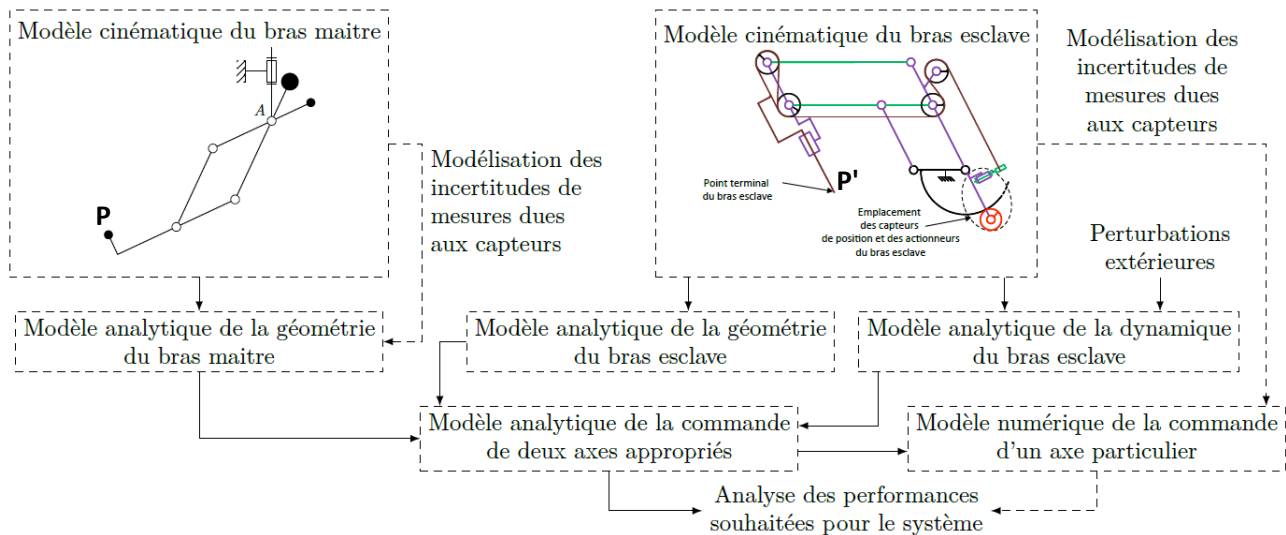 Modèle cinématique du bras maitre
A
P
Modélisation des
incertitudes de
mesures dues
aux capteurs
Modèle cinématique du bras esclave
Point terminal
du bras esclave
P'
Emplacement
des capteurs
de position et des actionneurs
du bras esclave
Modélisation des
incertitudes de
mesures dues
aux capteurs
Perturbations
extérieures
Modèle analytique de la géométrie
du bras maitre
Modèle analytique de la géométrie
du bras esclave
Modèle analytique de la dynamique
du bras esclave
Modèle analytique de la commande
de deux axes appropriés
Modèle numérique de la commande
d'un axe particulier
Analyse des performances
souhaitées pour le système